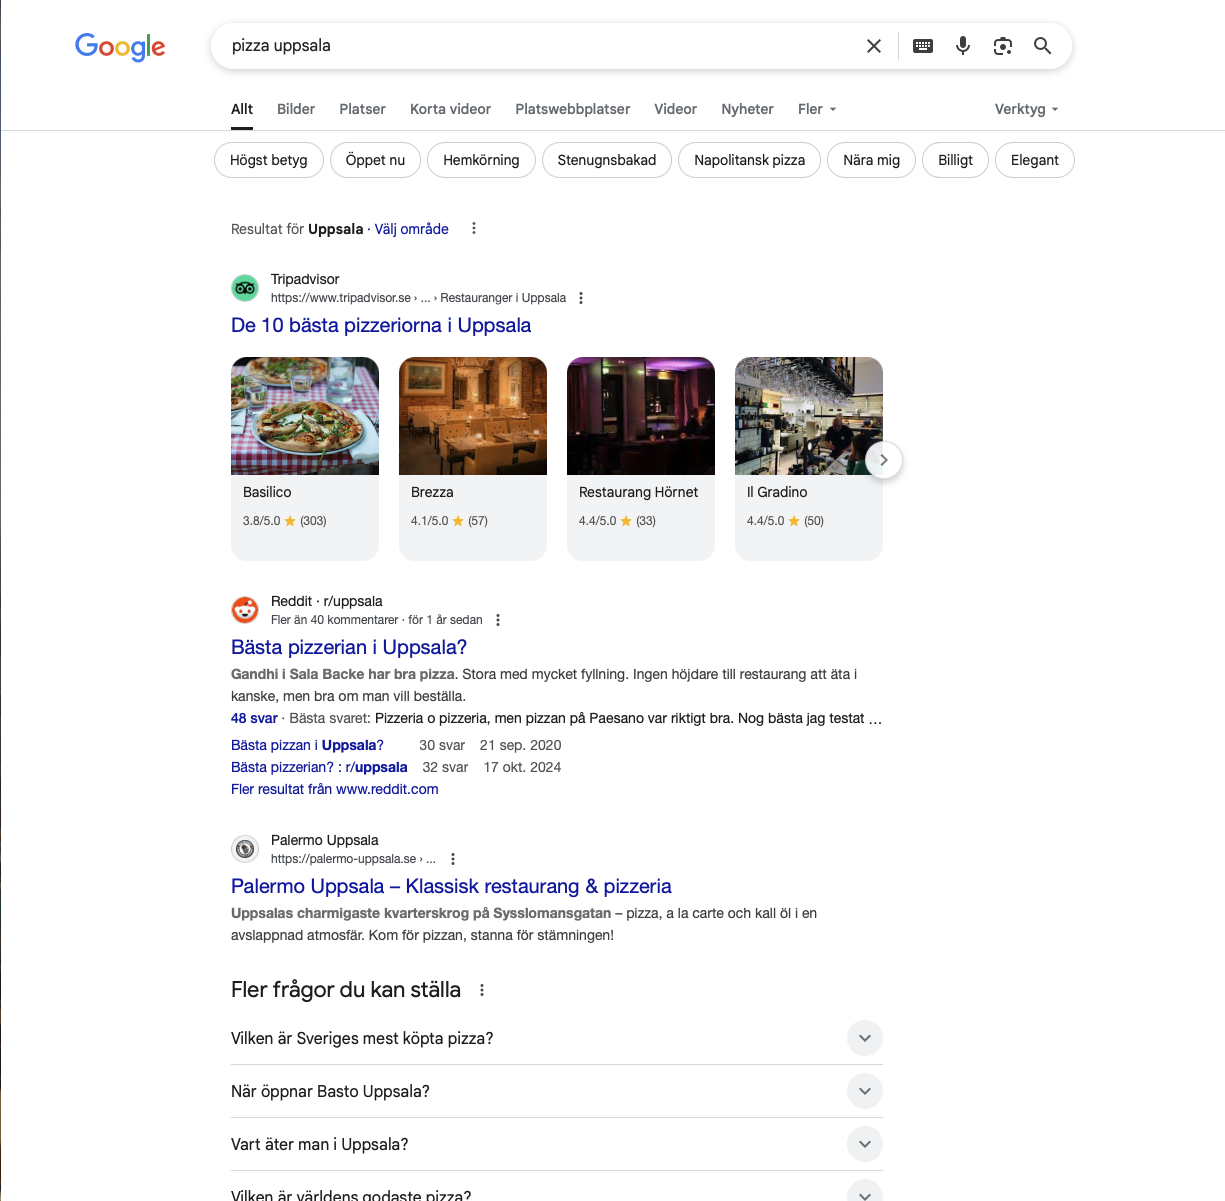 Google
pizza uppsala
Allt Bilder Platser Korta videor Platswebbplatser Videor Nyheter Fler Verktyg
Högst betyg Öppet nu Hemkörning Stenugnsbakad Napolitansk pizza Nära mig Billigt Elegant
Resultat för Uppsala · Välj område
Tripadvisor
https://www.tripadvisor.se › ... › Restauranger i Uppsala
De 10 bästa pizzeriorna i Uppsala
Basilico Brezza Restaurang Hörnet Il Gradino
3.8/5.0 ★ (303) 4.1/5.0 ★ (57) 4.4/5.0 ★ (33) 4.4/5.0 ★ (50)
Reddit · r/uppsala
Fler än 40 kommentarer · för 1 år sedan
Bästa pizzerian i Uppsala?
Gandhi i Sala Backe har bra pizza. Stora med mycket fyllning. Ingen höjdare till restaurang att äta i
kanske, men bra om man vill beställa.
48 svar · Bästa svaret: Pizzeria o pizzeria, men pizzan på Paesano var riktigt bra. Nog bästa jag testat ...
Bästa pizzan i Uppsala? 30 svar 21 sep. 2020
Bästa pizzerian? : r/uppsala 32 svar 17 okt. 2024
Fler resultat från www.reddit.com
Palermo Uppsala
https://palermo-uppsala.se › ...
Palermo Uppsala – Klassisk restaurang & pizzeria
Uppsalas charmigaste kvarterskrog på Sysslomansgatan – pizza, a la carte och kall öl i en
avslappnad atmosfär. Kom för pizzan, stanna för stämningen!
Fler frågor du kan ställa
Vilken är Sveriges mest köpta pizza?
När öppnar Basto Uppsala?
Vart äter man i Uppsala?
Vilken är världens godaste pizza?